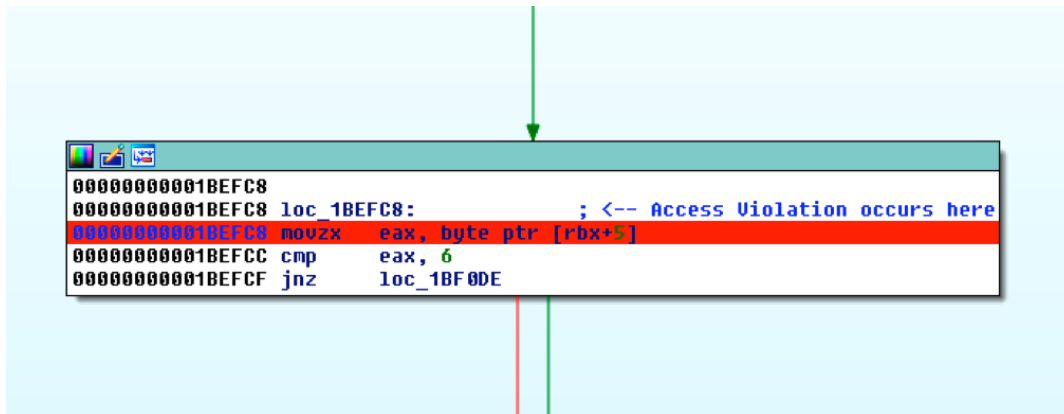 00000000001BEFC8
00000000001BEFC8 loc_1BEFC8: ; <-- Access Violation occurs here
00000000001BEFC8 movzx eax, byte ptr [rbx+5]
00000000001BEFCC cmp eax, 6
00000000001BEFCF jnz loc_1BF0DE